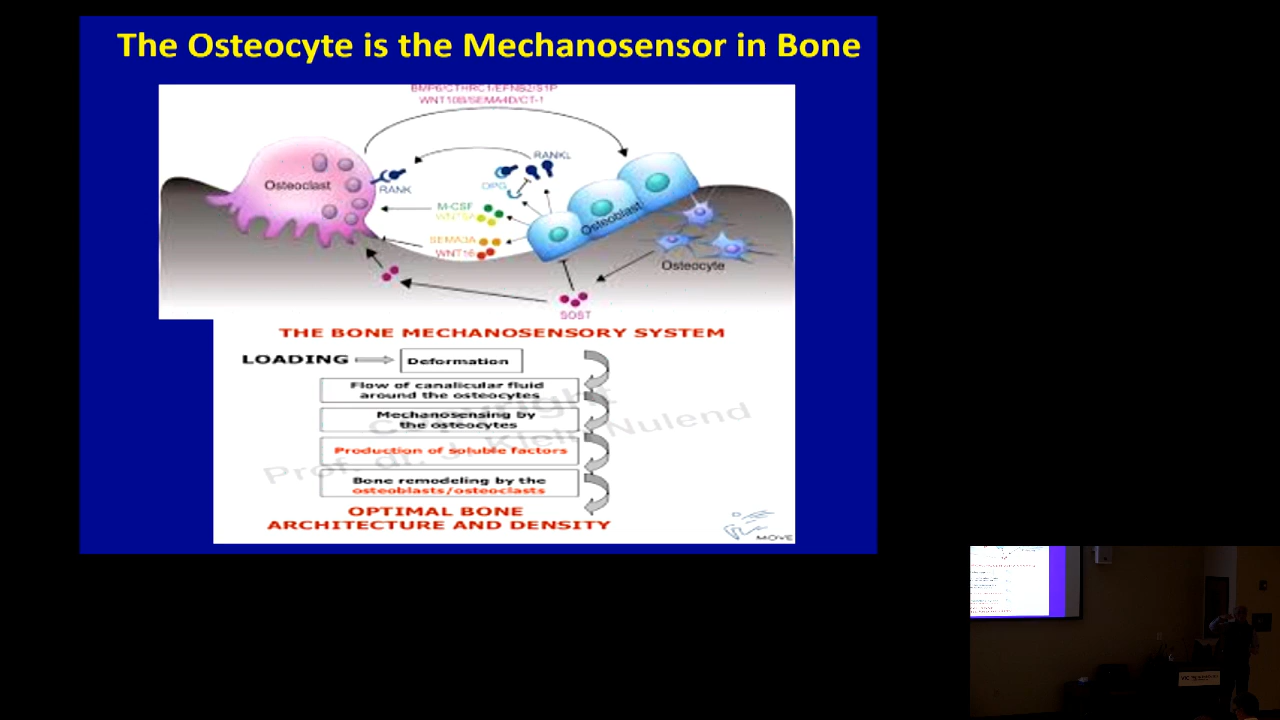 The Osteocyte is the Mechanosensor in Bone
BMP6/CTHRC1/EFNB2/S1P
WNT10B/SEMA4D/CT-1
RANKL
Osteoclast
RANK
OPG
M-CSF
WNT5A
Osteoblast
SEMA3A
WNT16
Osteocyte
SOST
THE BONE MECHANOSENSORY SYSTEM
LOADING
Deformation
Flow of canalicular fluid
around the osteocytes
Mechanosensing by
the osteocytes
Production of soluble factors
Bone remodeling by the
osteoblasts/osteoclasts
OPTIMAL BONE
ARCHITECTURE AND DENSITY
Copyright
Prof. dr. J. Klein Nulend
MOVE